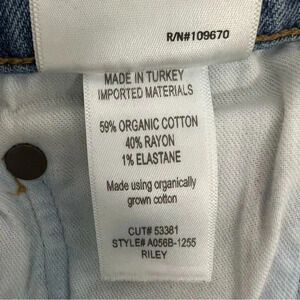 R/N#109670
MADE IN TURKEY
IMPORTED MATERIALS
59% ORGANIC COTTON
40% RAYON
1% ELASTANE
Made using organically
grown cotton
CUT# 53381
STYLE# A056B-1255
RILEY